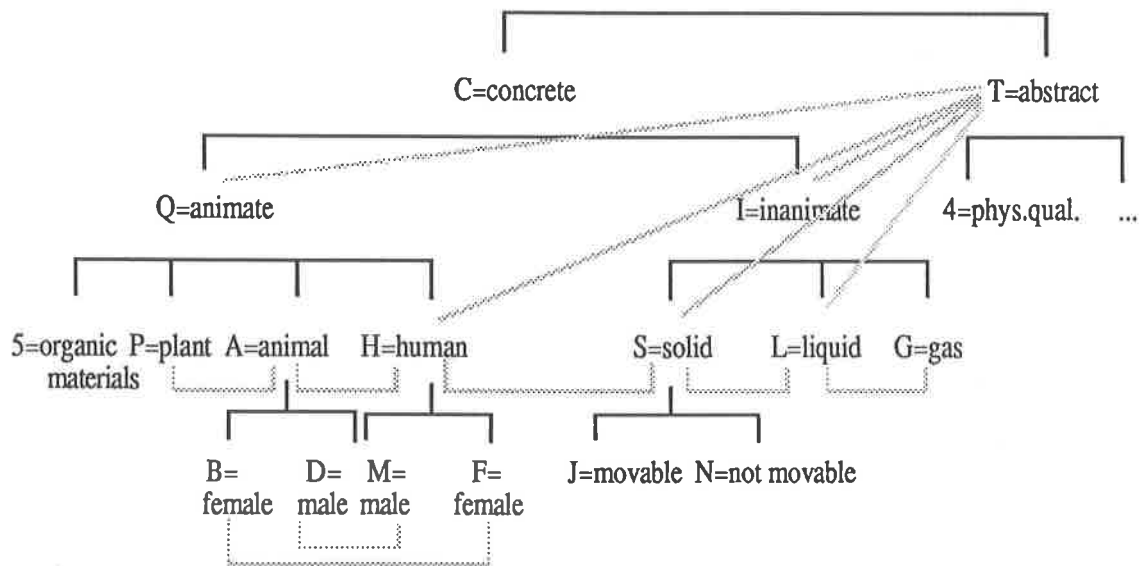 C=concrete T=abstract
Q=animate I=inanimate 4=phys.qual. ...
5=organic P=plant A=animal H=human S=solid L=liquid G=gas
materials
B= D= M= F= J=movable N=not movable
female male male female